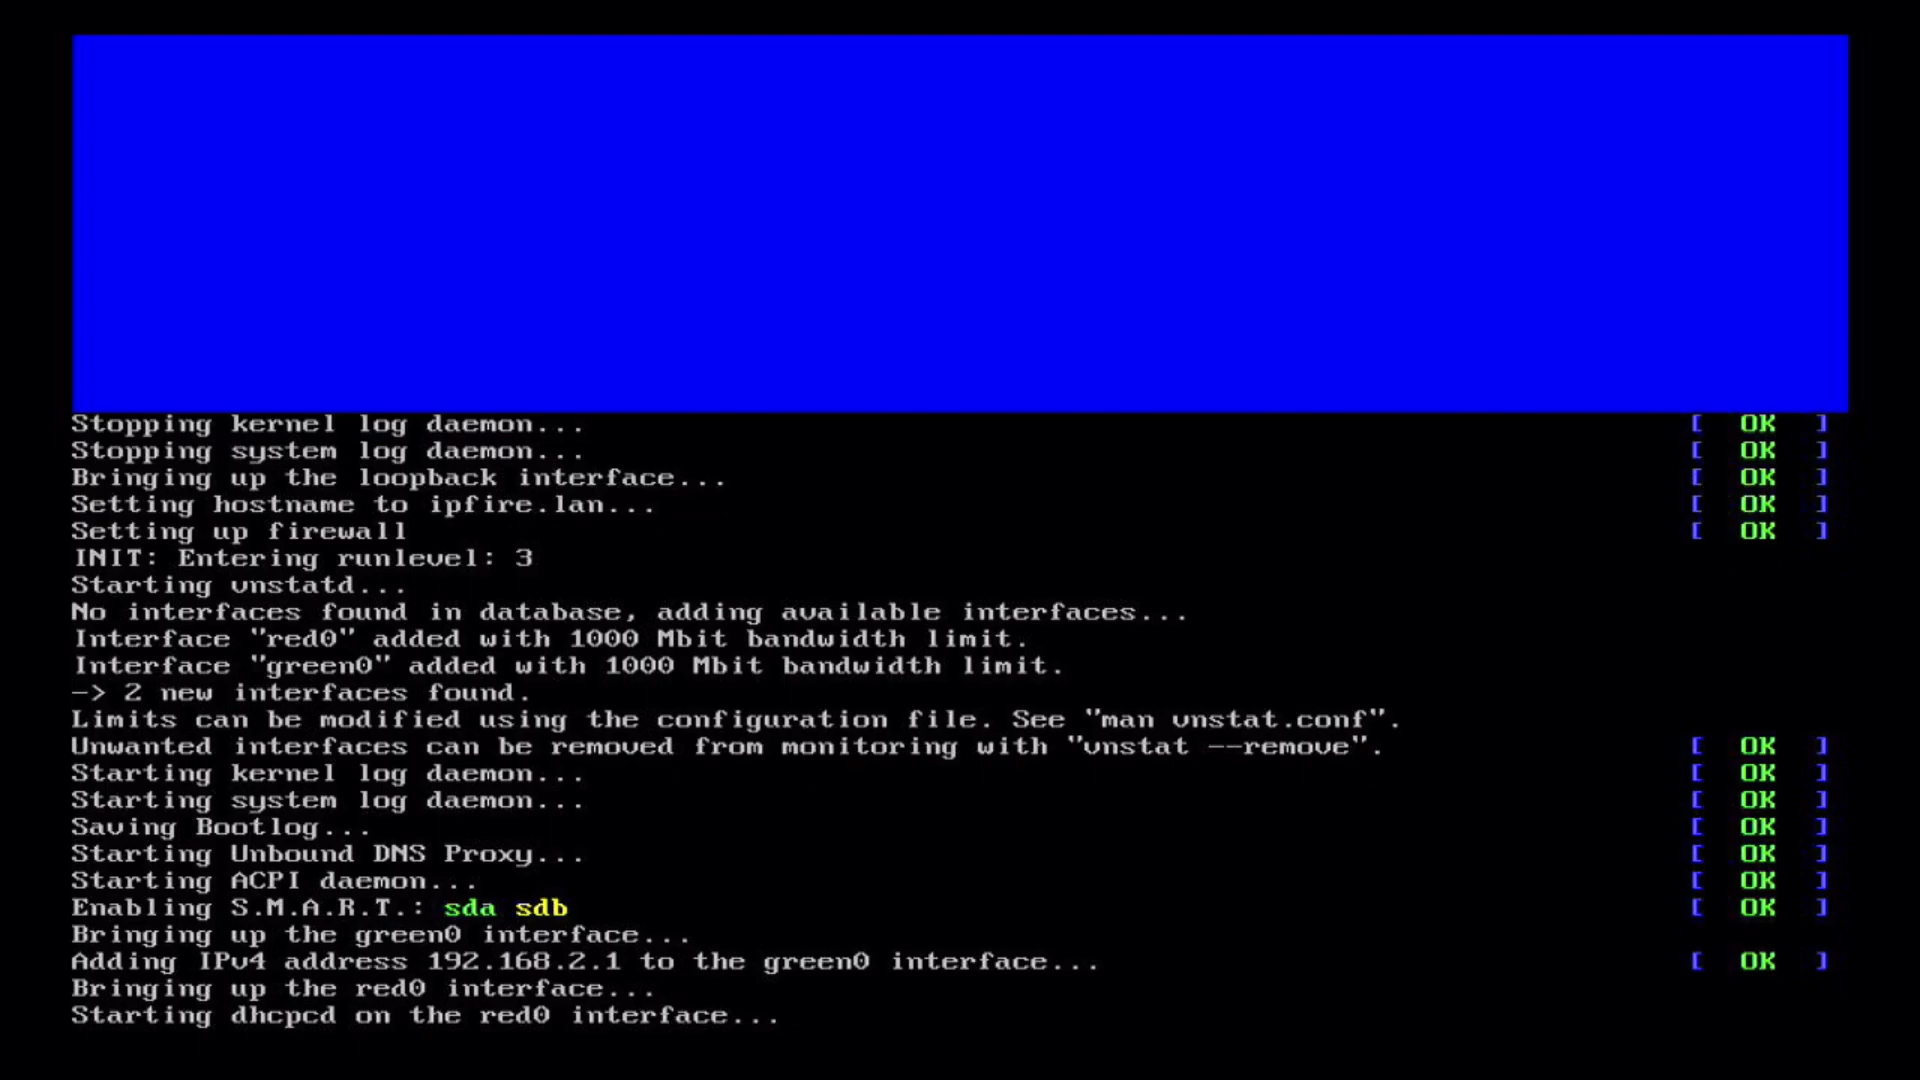 Stopping kernel log daemon... [ OK ]
Stopping system log daemon... [ OK ]
Bringing up the loopback interface... [ OK ]
Setting hostname to ipfire.lan... [ OK ]
Setting up firewall [ OK ]
INIT: Entering runlevel: 3
Starting vnstatd...
No interfaces found in database, adding available interfaces...
Interface "red0" added with 1000 Mbit bandwidth limit.
Interface "green0" added with 1000 Mbit bandwidth limit.
-> 2 new interfaces found.
Limits can be modified using the configuration file. See "man vnstat.conf".
Unwanted interfaces can be removed from monitoring with "vnstat --remove". [ OK ]
Starting kernel log daemon... [ OK ]
Starting system log daemon... [ OK ]
Saving Bootlog... [ OK ]
Starting Unbound DNS Proxy... [ OK ]
Starting ACPI daemon... [ OK ]
Enabling S.M.A.R.T.: sda sdb [ OK ]
Bringing up the green0 interface...
Adding IPv4 address 192.168.2.1 to the green0 interface... [ OK ]
Bringing up the red0 interface...
Starting dhcpcd on the red0 interface...